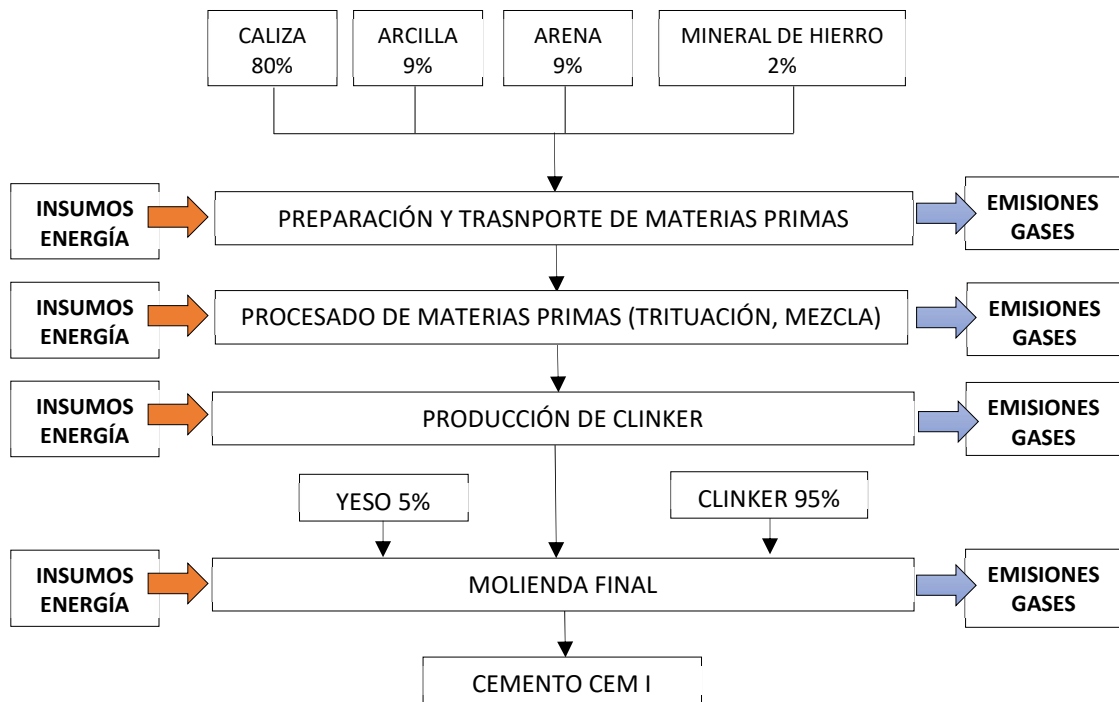 CALIZA
80%
ARCILLA
9%
ARENA
9%
MINERAL DE HIERRO
2%
INSUMOS
ENERGÍA
PREPARACIÓN Y TRASNPORTE DE MATERIAS PRIMAS
EMISIONES
GASES
INSUMOS
ENERGÍA
PROCESADO DE MATERIAS PRIMAS (TRITUACIÓN, MEZCLA)
EMISIONES
GASES
INSUMOS
ENERGÍA
PRODUCCIÓN DE CLINKER
EMISIONES
GASES
YESO 5%
CLINKER 95%
INSUMOS
ENERGÍA
MOLIENDA FINAL
EMISIONES
GASES
CEMENTO CEM I